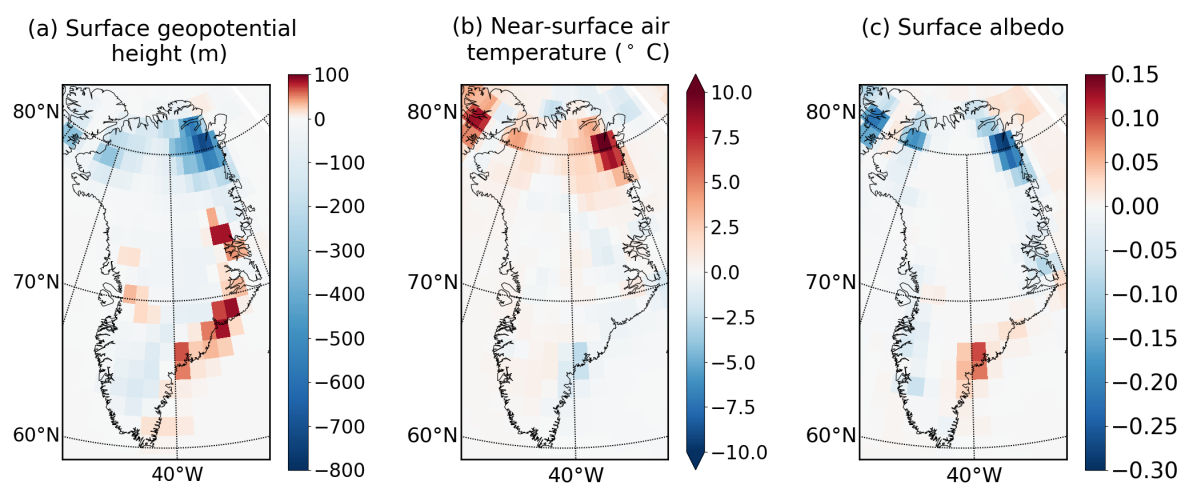 (a) Surface geopotential
height (m)
80°N
70°N
60°N
40°W
100
0
−100
−200
−300
−400
−500
−600
−700
−800
(b) Near-surface air
temperature (° C)
80°N
70°N
60°N
40°W
10.0
7.5
5.0
2.5
0.0
−2.5
−5.0
−7.5
−10.0
(c) Surface albedo
80°N
70°N
60°N
40°W
0.15
0.10
0.05
0.00
−0.05
−0.10
−0.15
−0.20
−0.25
−0.30